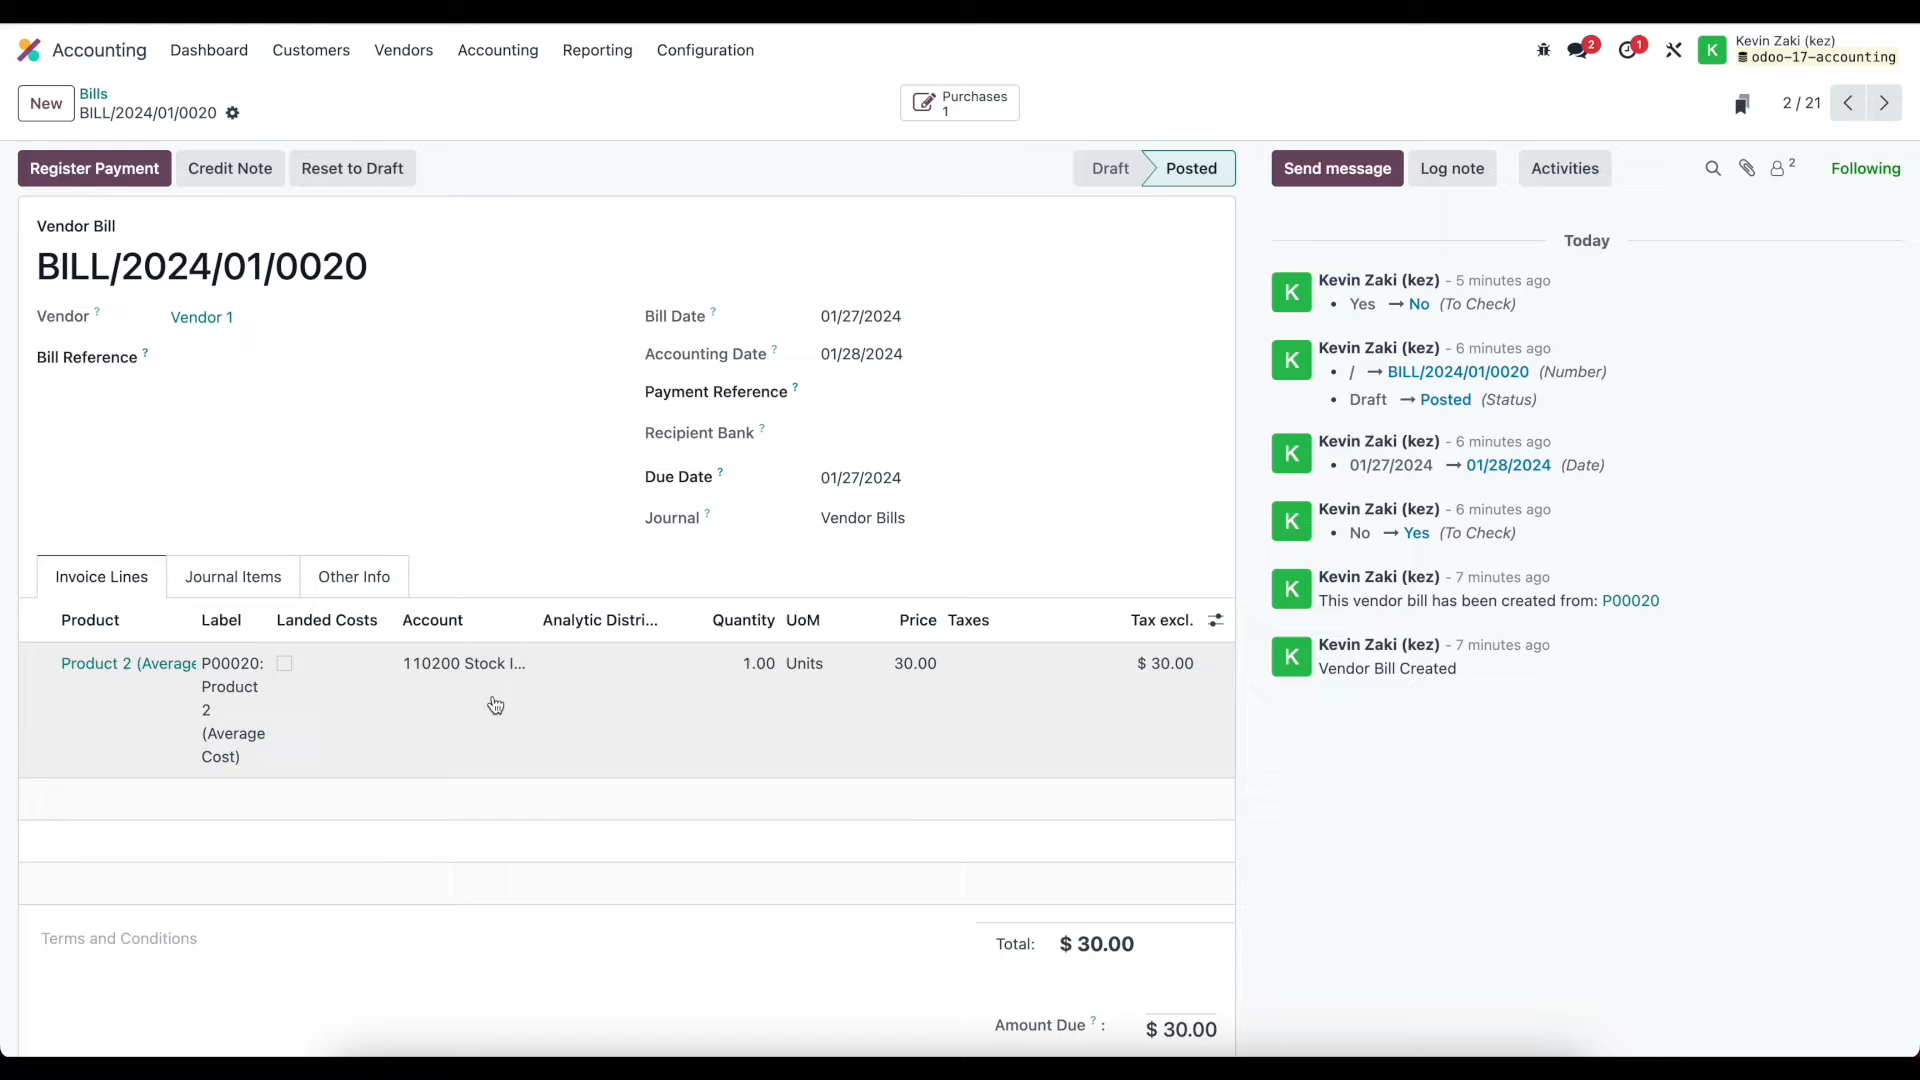 Accounting Dashboard Customers Vendors Accounting Reporting Configuration 2 1 K Kevin Zaki (kez)
odoo-17-accounting
New Bills
BILL/2024/01/0020
Purchases
1
2 / 21
Register Payment Credit Note Reset to Draft Draft Posted
Send message Log note Activities 2 Following
Vendor Bill
BILL/2024/01/0020
Vendor ? Vendor 1
Bill Reference ?
Bill Date ? 01/27/2024
Accounting Date ? 01/28/2024
Payment Reference ?
Recipient Bank ?
Due Date ? 01/27/2024
Journal ? Vendor Bills
Invoice Lines Journal Items Other Info
Product Label Landed Costs Account Analytic Distri... Quantity UoM Price Taxes Tax excl.
Product 2 (Average P00020: 110200 Stock I... 1.00 Units 30.00 $ 30.00
Product
2
(Average
Cost)
Terms and Conditions
Total: $ 30.00
Amount Due ? : $ 30.00
Today
K Kevin Zaki (kez) - 5 minutes ago
• Yes → No (To Check)
K Kevin Zaki (kez) - 6 minutes ago
• / → BILL/2024/01/0020 (Number)
• Draft → Posted (Status)
K Kevin Zaki (kez) - 6 minutes ago
• 01/27/2024 → 01/28/2024 (Date)
K Kevin Zaki (kez) - 6 minutes ago
• No → Yes (To Check)
K Kevin Zaki (kez) - 7 minutes ago
This vendor bill has been created from: P00020
K Kevin Zaki (kez) - 7 minutes ago
Vendor Bill Created